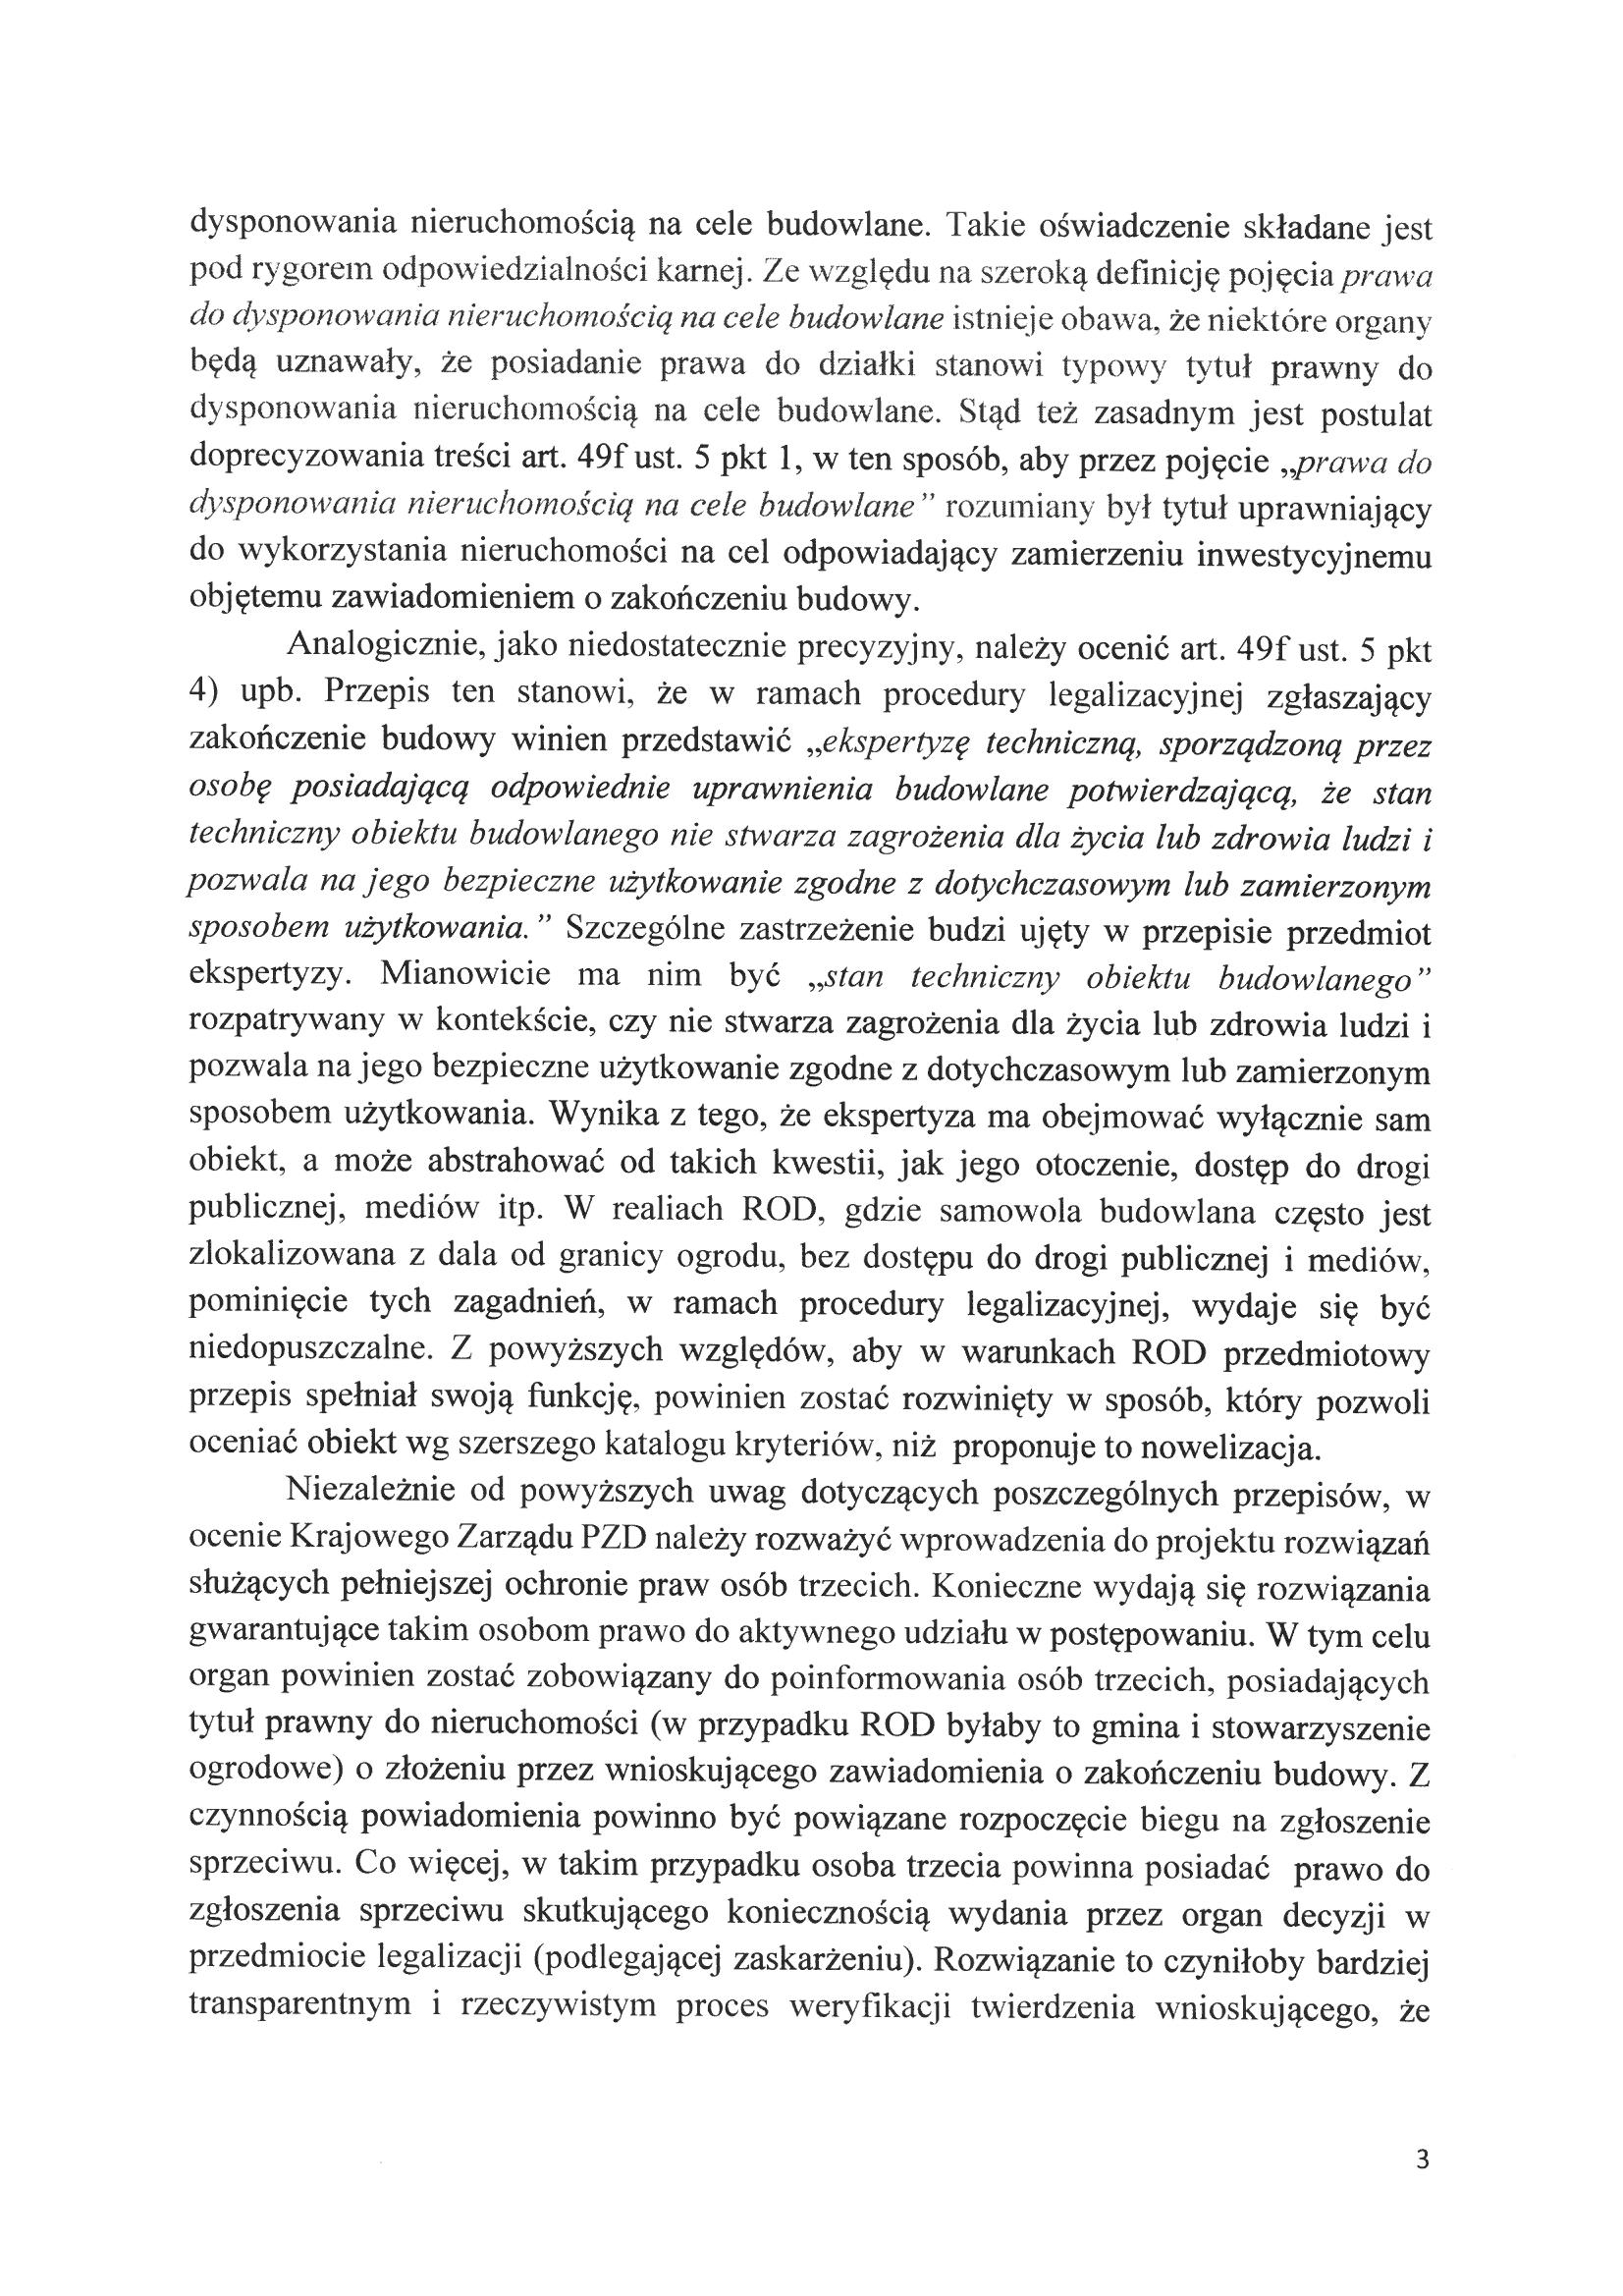 dysponowania nieruchomością na cele budowlane. Takie oświadczenie składane jest
pod rygorem odpowiedzialności karnej. Ze względu na szeroką definicję pojęcia prawa
do dysponowania nieruchomością na cele budowlane istnieje obawa, że niektóre organy
będą uznawały, że posiadanie prawa do działki stanowi typowy tytuł prawny do
dysponowania nieruchomością na cele budowlane. Stąd też zasadnym jest postulat
doprecyzowania treści art. 49f ust. 5 pkt 1, w ten sposób, aby przez pojęcie „prawa do
dysponowania nieruchomością na cele budowlane” rozumiany był tytuł uprawniający
do wykorzystania nieruchomości na cel odpowiadający zamierzeniu inwestycyjnemu
objętemu zawiadomieniem o zakończeniu budowy.
Analogicznie, jako niedostatecznie precyzyjny, należy ocenić art. 49f ust. 5 pkt
4) upb. Przepis ten stanowi, że w ramach procedury legalizacyjnej zgłaszający
zakończenie budowy winien przedstawić „ekspertyzę techniczną, sporządzoną przez
osobę posiadającą odpowiednie uprawnienia budowlane potwierdzającą, że stan
techniczny obiektu budowlanego nie stwarza zagrożenia dla życia lub zdrowia ludzi i
pozwala na jego bezpieczne użytkowanie zgodne z dotychczasowym lub zamierzonym
sposobem użytkowania.” Szczególne zastrzeżenie budzi ujęty w przepisie przedmiot
ekspertyzy. Mianowicie ma nim być „stan techniczny obiektu budowlanego”
rozpatrywany w kontekście, czy nie stwarza zagrożenia dla życia lub zdrowia ludzi i
pozwala na jego bezpieczne użytkowanie zgodne z dotychczasowym lub zamierzonym
sposobem użytkowania. Wynika z tego, że ekspertyza ma obejmować wyłącznie sam
obiekt, a może abstrahować od takich kwestii, jak jego otoczenie, dostęp do drogi
publicznej, mediów itp. W realiach ROD, gdzie samowola budowlana często jest
zlokalizowana z dala od granicy ogrodu, bez dostępu do drogi publicznej i mediów,
pominięcie tych zagadnień, w ramach procedury legalizacyjnej, wydaje się być
niedopuszczalne. Z powyższych względów, aby w warunkach ROD przedmiotowy
przepis spełniał swoją funkcję, powinien zostać rozwinięty w sposób, który pozwoli
oceniać obiekt wg szerszego katalogu kryteriów, niż  proponuje to nowelizacja.
Niezależnie od powyższych uwag dotyczących poszczególnych przepisów, w
ocenie Krajowego Zarządu PZD należy rozważyć wprowadzenia do projektu rozwiązań
służących pełniejszej ochronie praw osób trzecich. Konieczne wydają się rozwiązania
gwarantujące takim osobom prawo do aktywnego udziału w postępowaniu. W tym celu
organ powinien zostać zobowiązany do poinformowania osób trzecich, posiadających
tytuł prawny do nieruchomości (w przypadku ROD byłaby to gmina i stowarzyszenie
ogrodowe) o złożeniu przez wnioskującego zawiadomienia o zakończeniu budowy. Z
czynnością powiadomienia powinno być powiązane rozpoczęcie biegu na zgłoszenie
sprzeciwu. Co więcej, w takim przypadku osoba trzecia powinna posiadać  prawo do
zgłoszenia sprzeciwu skutkującego koniecznością wydania przez organ decyzji w
przedmiocie legalizacji (podlegającej zaskarżeniu). Rozwiązanie to czyniłoby bardziej
transparentnym i rzeczywistym proces weryfikacji twierdzenia wnioskującego, że
3